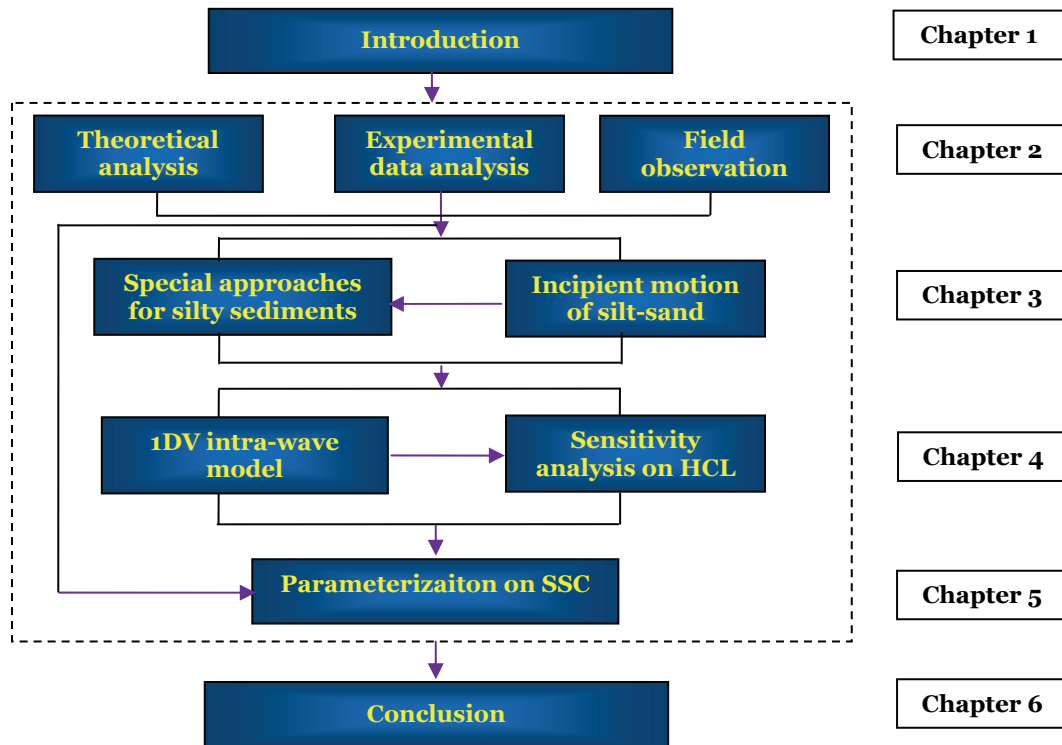 Introduction
Chapter 1
Theoretical
analysis
Experimental
data analysis
Field
observation
Chapter 2
Special approaches
for silty sediments
Incipient motion
of silt-sand
Chapter 3
1DV intra-wave
model
Sensitivity
analysis on HCL
Chapter 4
Parameterizaiton on SSC
Chapter 5
Conclusion
Chapter 6